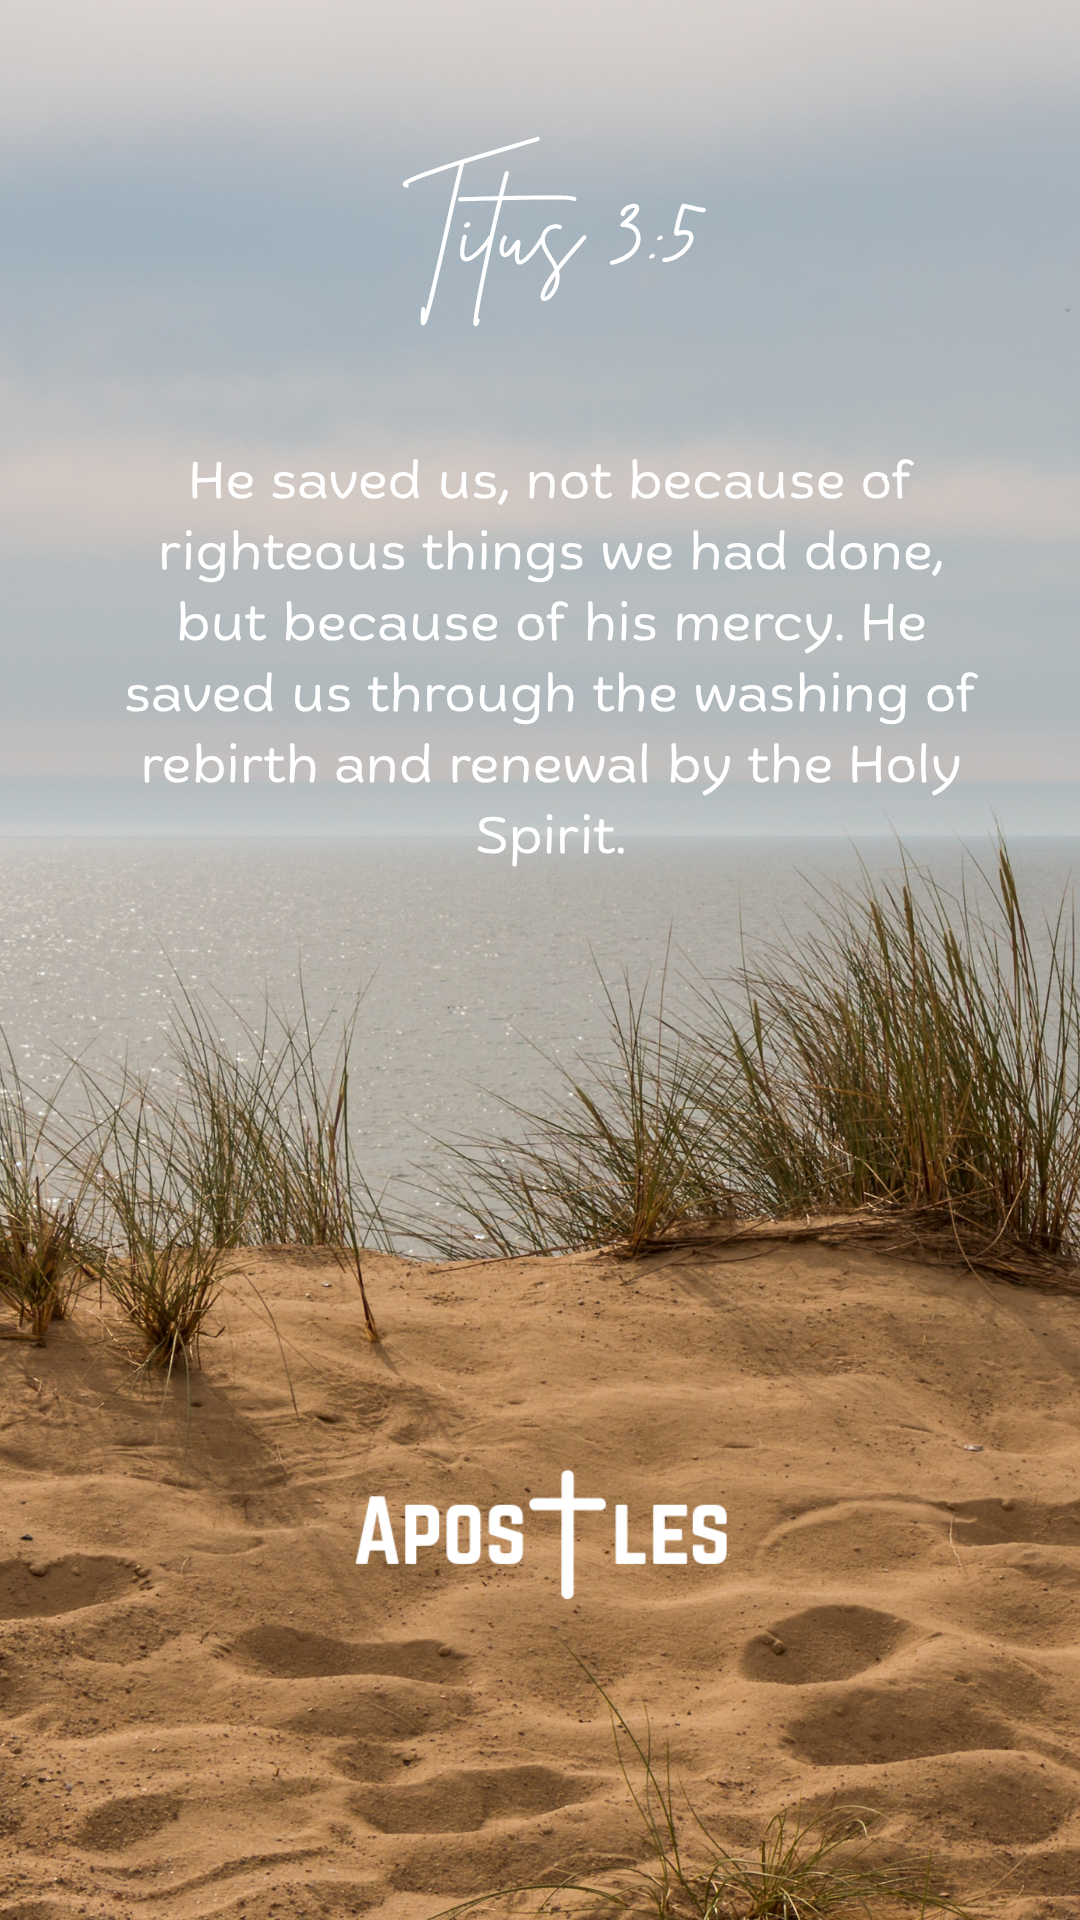 Titus 3:5
He saved us, not because of
righteous things we had done,
but because of his mercy. He
saved us through the washing of
rebirth and renewal by the Holy
Spirit.
APOSTLES